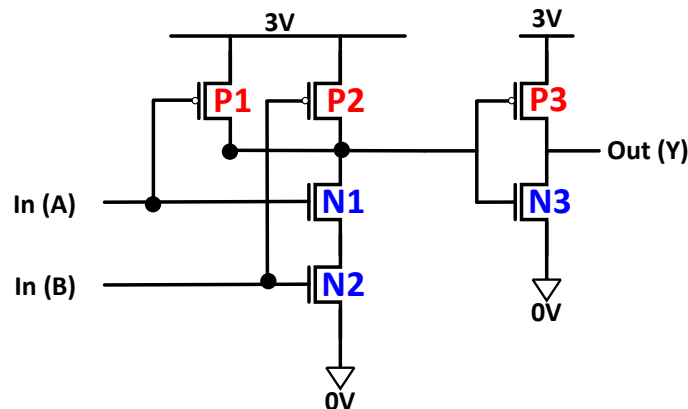 3V 3V
P1 P2 P3
Out (Y)
In (A) N1 N3
In (B) N2
0V
0V